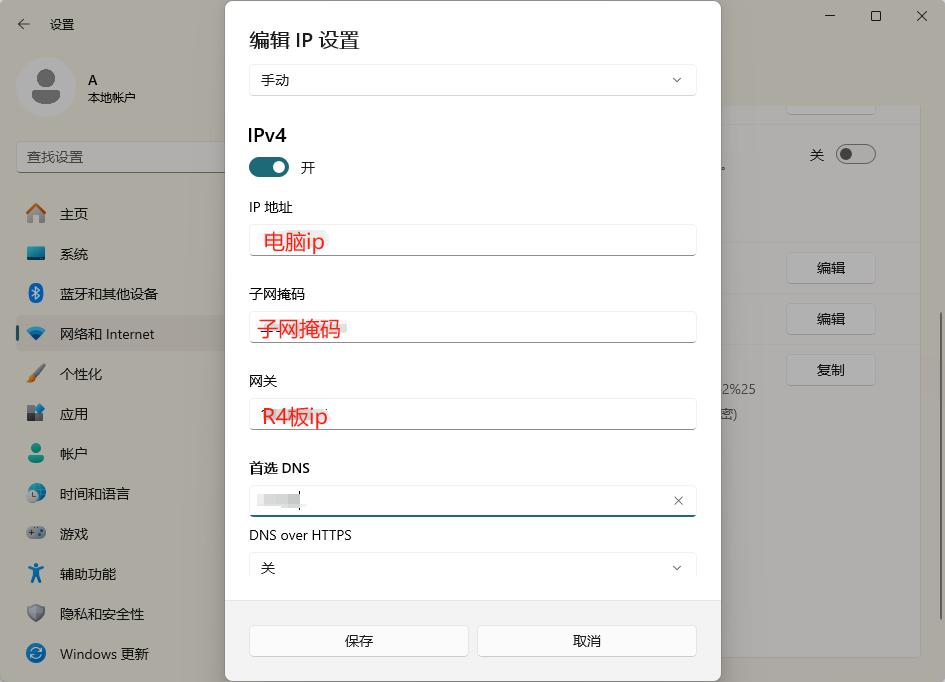 设置
A
本地帐户
查找设置
主页
系统
蓝牙和其他设备
网络和 Internet
个性化
应用
帐户
时间和语言
游戏
辅助功能
隐私和安全性
Windows 更新
编辑 IP 设置
手动
IPv4
开
IP 地址
电脑ip
子网掩码
子网掩码
网关
R4板ip
首选 DNS
DNS over HTTPS
关
保存
取消
关
编辑
编辑
复制
2%25
密)